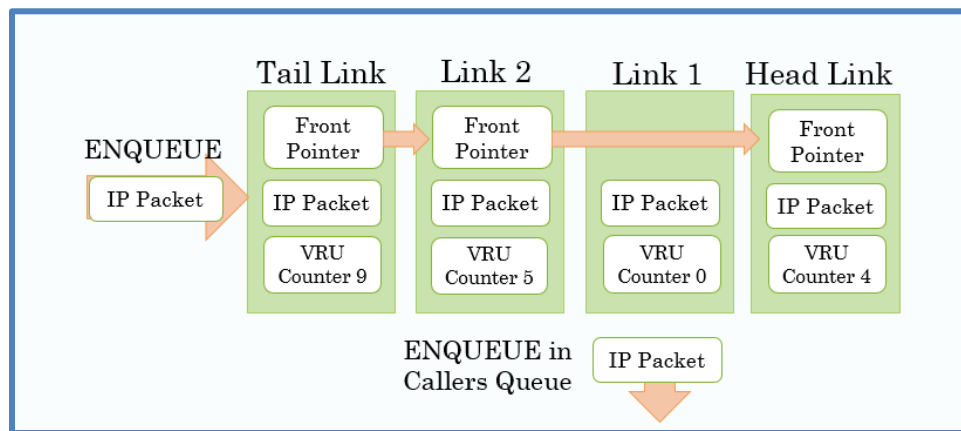 Tail Link
Link 2
Link 1
Head Link
ENQUEUE
IP Packet
Front
Pointer
IP Packet
VRU
Counter 9
Front
Pointer
IP Packet
VRU
Counter 5
IP Packet
VRU
Counter 0
Front
Pointer
IP Packet
VRU
Counter 4
ENQUEUE in
Callers Queue
IP Packet